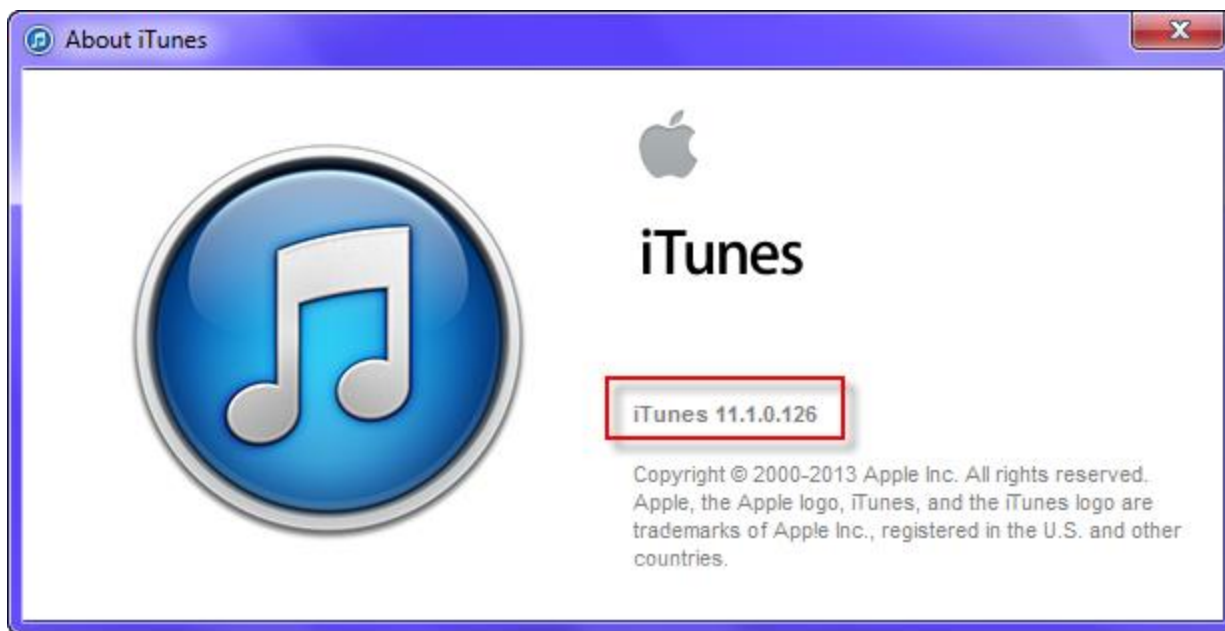 About iTunes
iTunes
iTunes 11.1.0.126
Copyright © 2000-2013 Apple Inc. All rights reserved.
Apple, the Apple logo, iTunes, and the iTunes logo are
trademarks of Apple Inc., registered in the U.S. and other
countries.